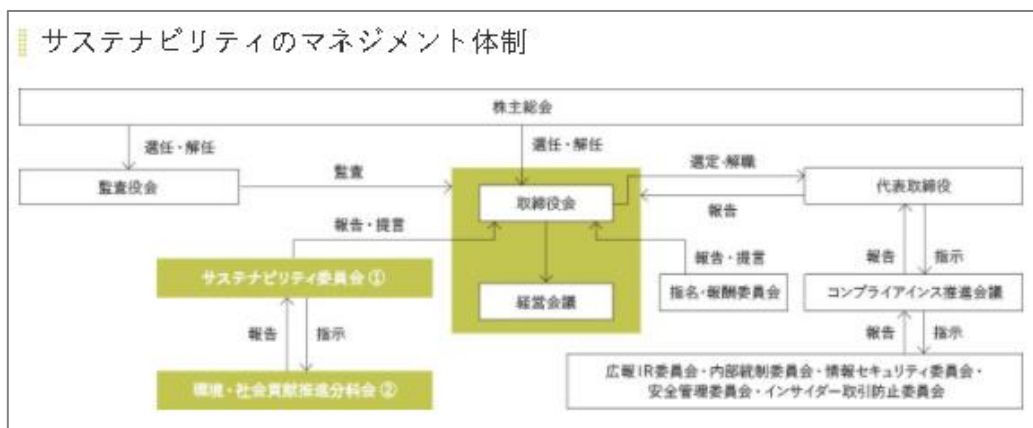 サステナビリティのマネジメント体制
株主総会
選任・解任
選任・解任
監査役会
監査
取締役会
選定・解職
報告
代表取締役
報告・提言
報告・提言
報告
指示
サステナビリティ委員会①
経営会議
指名・報酬委員会
コンプライアインス推進会議
報告
指示
報告
指示
環境・社会貢献推進分科会②
広報IR委員会・内部統制委員会・情報セキュリティ委員会・
安全管理委員会・インサイダー取引防止委員会